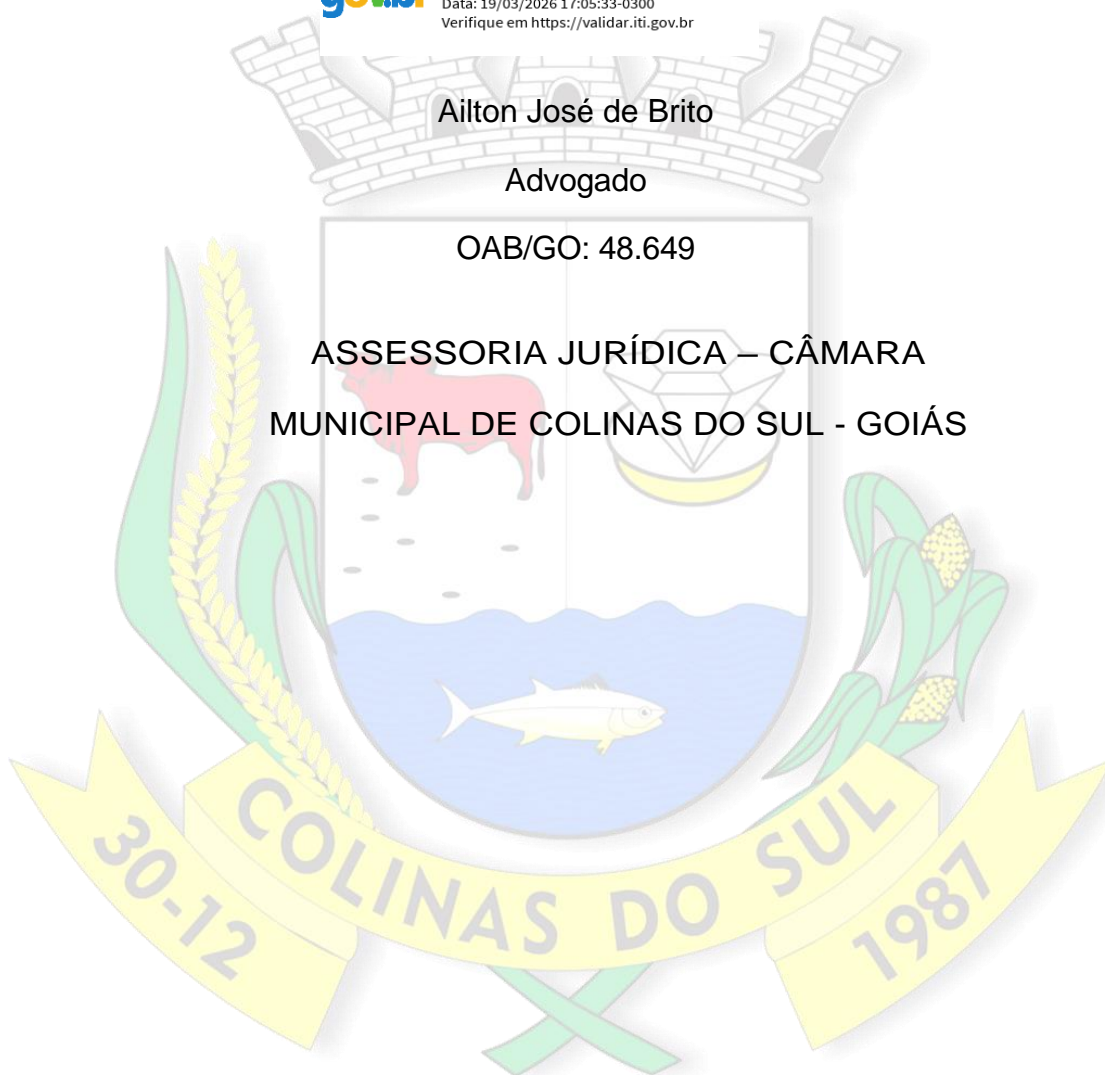 gov.br
Data: 19/03/2026 17:05:33-0300
Verifique em https://validar.iti.gov.br
Ailton José de Brito
Advogado
OAB/GO: 48.649
ASSESSORIA JURÍDICA – CÂMARA
MUNICIPAL DE COLINAS DO SUL - GOIÁS
30-12
COLINAS DO SUL
1987